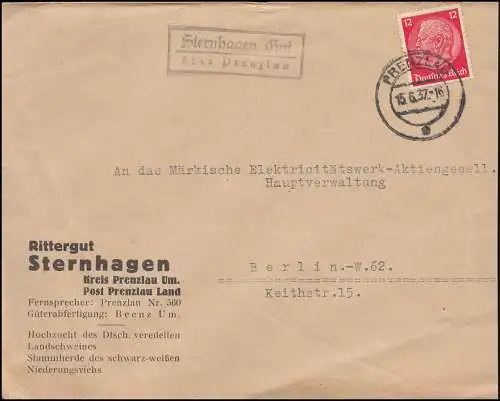 Sternhagen Gut
über Prenzlau
12 12
Deutsches Reich
PRENZLAU
15.6.37.-16
e
An das Märkische Elektricitätswerk-Aktiengesell.
Hauptverwaltung
Berlin.-W.62.
Keithstr.15.
Rittergut
Sternhagen
Kreis Prenzlau Um.
Post Prenzlau Land
Fernsprecher: Prenzlau Nr. 560
Güterabfertigung: Beenz Um.
Hochzucht des Dtsch. veredelten
Landschweines
Stammherde des schwarz-weißen
Niederungsviehs